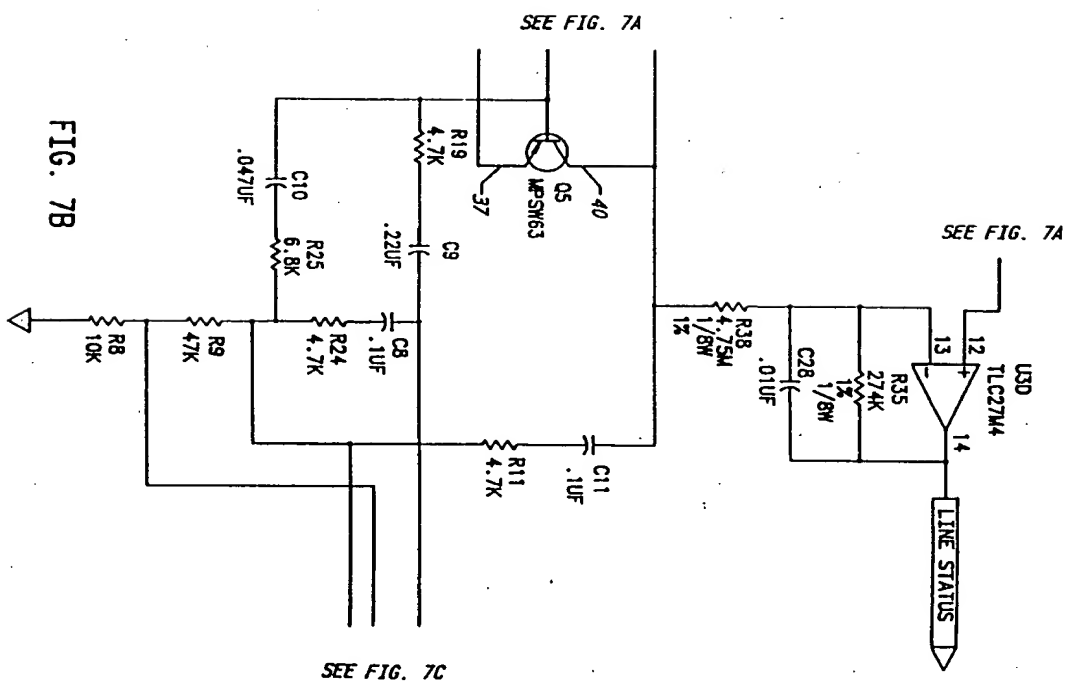 SEE FIG. 7A
SEE FIG. 7A
U3D
TLC27M4
12
13
14
+
-
LINE STATUS
R35
274K
1%
1/8W
C28
.01UF
R38
4.75M
1/8W
1%
40
Q5
MPSW63
37
R19
4.7K
C9
.22UF
C10
.047UF
R25
6.8K
C8
.1UF
R24
4.7K
R9
47K
R8
10K
C11
.1UF
R11
4.7K
SEE FIG. 7C
FIG. 7B